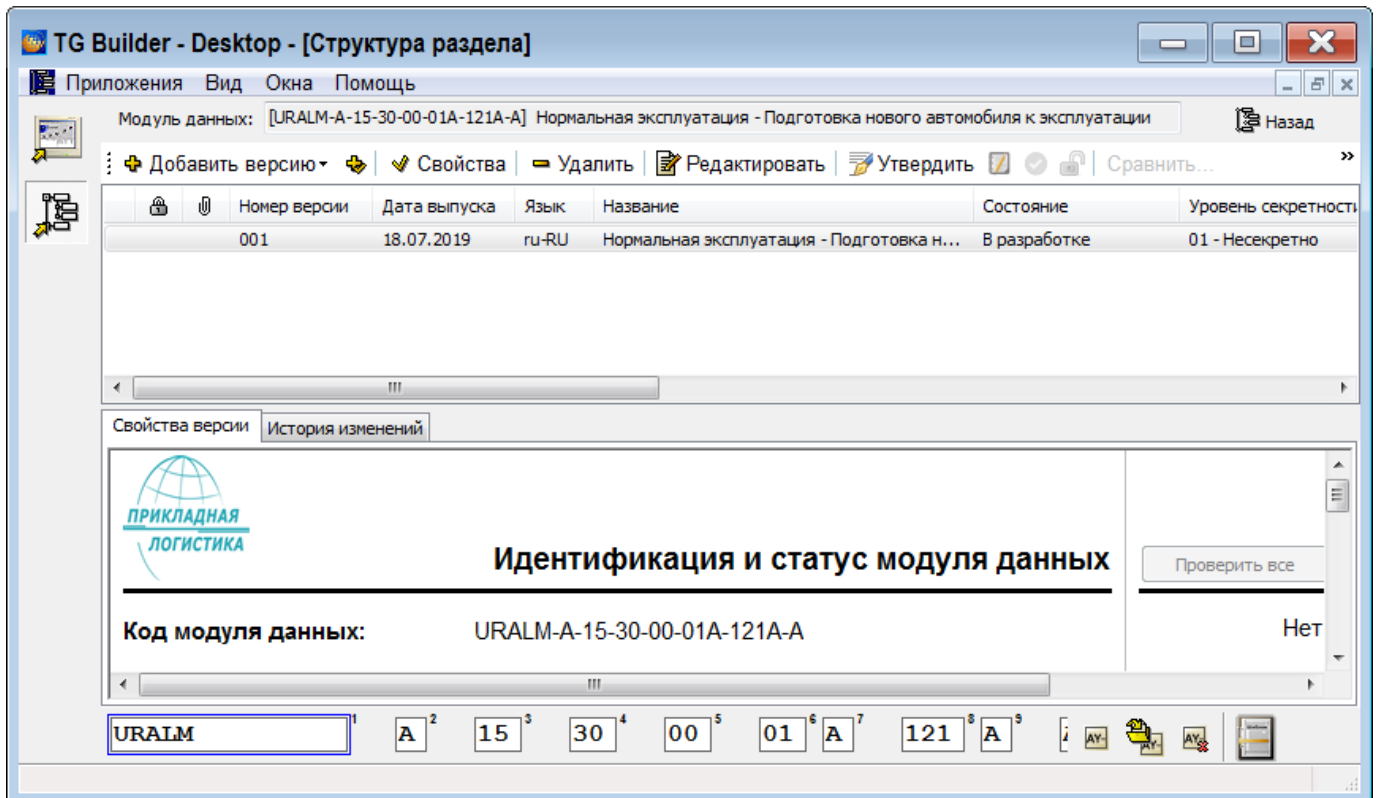 TG Builder - Desktop - [Структура раздела]
Приложения Вид Окна Помощь
Модуль данных: [URALM-A-15-30-00-01A-121A-A] Нормальная эксплуатация - Подготовка нового автомобиля к эксплуатации Назад
Добавить версию Свойства Удалить Редактировать Утвердить Сравнить... »
Номер версии Дата выпуска Язык Название Состояние Уровень секретности
001 18.07.2019 ru-RU Нормальная эксплуатация - Подготовка н... В разработке 01 - Несекретно
Свойства версии История изменений
ПРИКЛАДНАЯ
ЛОГИСТИКА
Идентификация и статус модуля данных Проверить все
Код модуля данных: URALM-A-15-30-00-01A-121A-A Нет
URALM 1 A 2 15 3 30 4 00 5 01 6 A 7 121 8 A 9 AY- AY- AY-